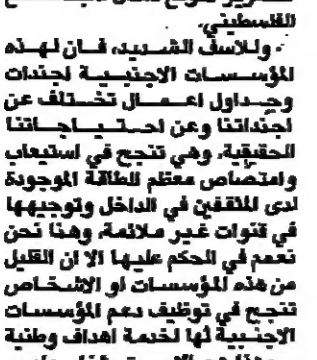 الفلسطيني.
- وللاسف الشديد، فان لهذه
المؤسسات الاجنبية اجندات
وجداول اعمال تختلف عن
اجنداتنا وعن احتياجاتنا
الحقيقية. وهي تنجح في استيعاب
وامتصاص معظم الطاقة الموجودة
لدى المثقفين في الداخل وتوجيهها
في قنوات غير ملائمة. وهنا نحن
نعمم في الحكم عليها الا ان القليل
من هذه المؤسسات او الاشخاص
تنجح في توظيف دعم المؤسسات
الاجنبية لها لخدمة اهداف وطنية